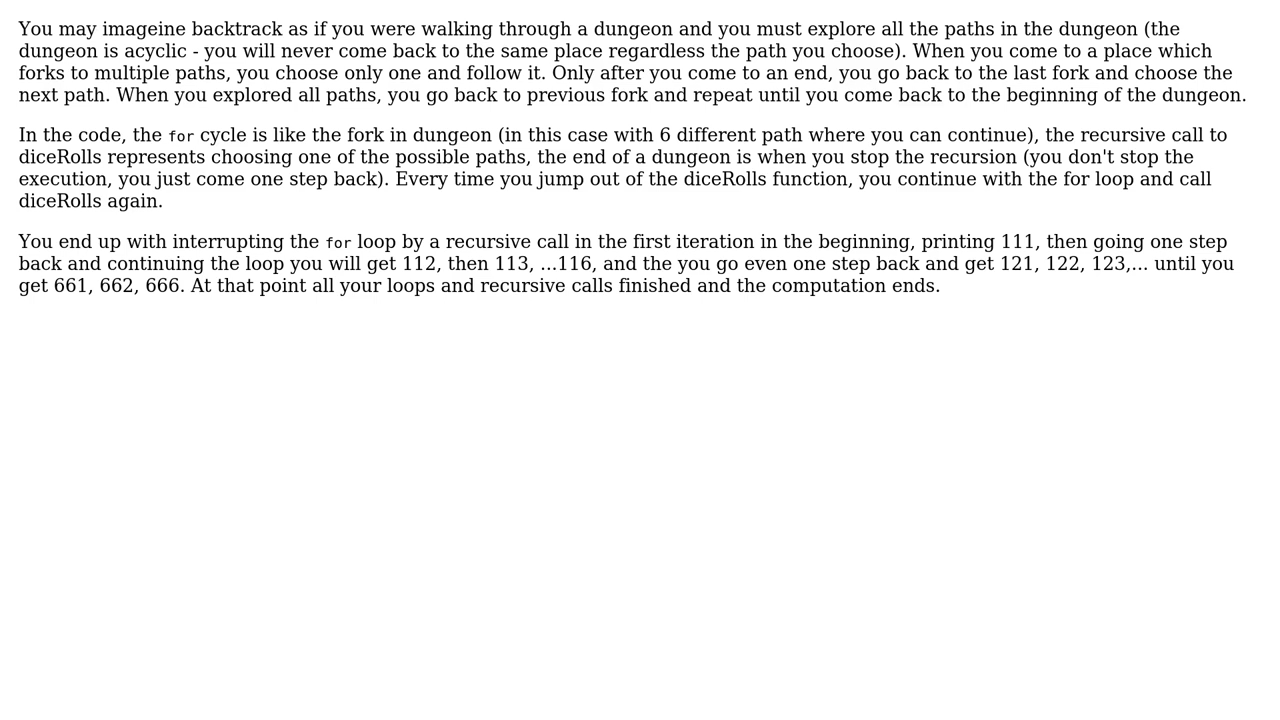 You may imageine backtrack as if you were walking through a dungeon and you must explore all the paths in the dungeon (the
dungeon is acyclic - you will never come back to the same place regardless the path you choose). When you come to a place which
forks to multiple paths, you choose only one and follow it. Only after you come to an end, you go back to the last fork and choose the
next path. When you explored all paths, you go back to previous fork and repeat until you come back to the beginning of the dungeon.
In the code, the for cycle is like the fork in dungeon (in this case with 6 different path where you can continue), the recursive call to
diceRolls represents choosing one of the possible paths, the end of a dungeon is when you stop the recursion (you don't stop the
execution, you just come one step back). Every time you jump out of the diceRolls function, you continue with the for loop and call
diceRolls again.
You end up with interrupting the for loop by a recursive call in the first iteration in the beginning, printing 111, then going one step
back and continuing the loop you will get 112, then 113, ...116, and the you go even one step back and get 121, 122, 123,... until you
get 661, 662, 666. At that point all your loops and recursive calls finished and the computation ends.